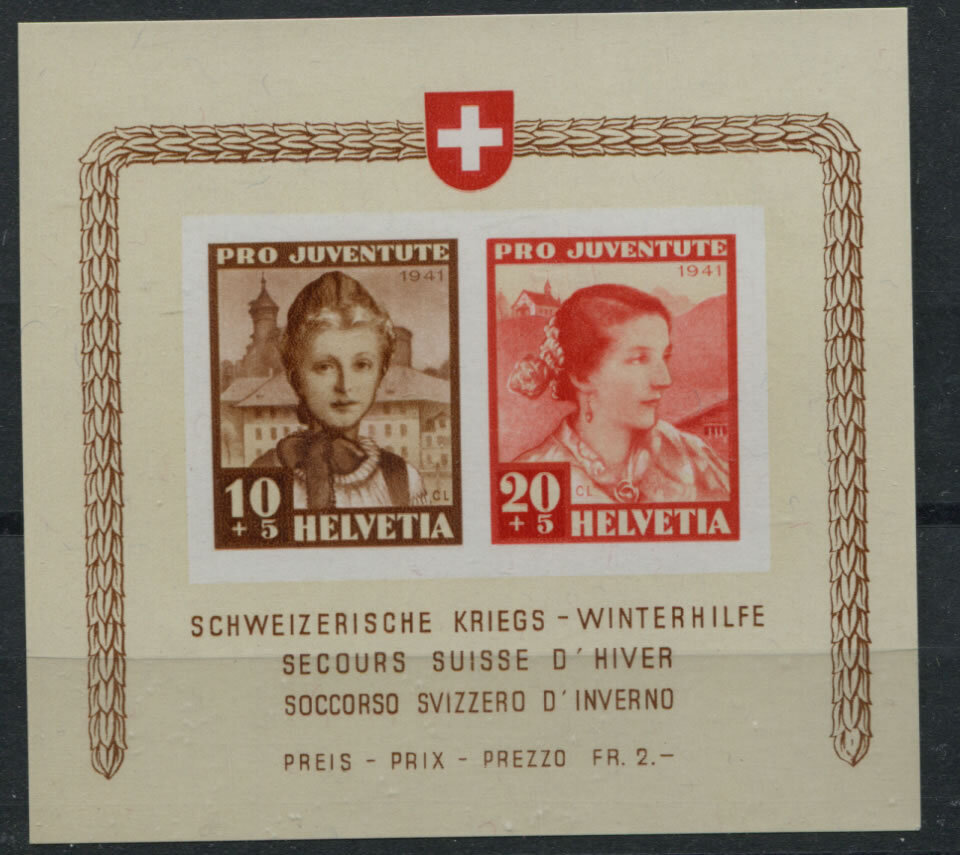 PRO JUVENTUTE
1941
CL
10
+ 5
HELVETIA
PRO JUVENTUTE
1941
CL
20
+ 5
HELVETIA
SCHWEIZERISCHE KRIEGS - WINTERHILFE
SECOURS SUISSE D'HIVER
SOCCORSO SVIZZERO D'INVERNO
PREIS - PRIX - PREZZO FR. 2.-